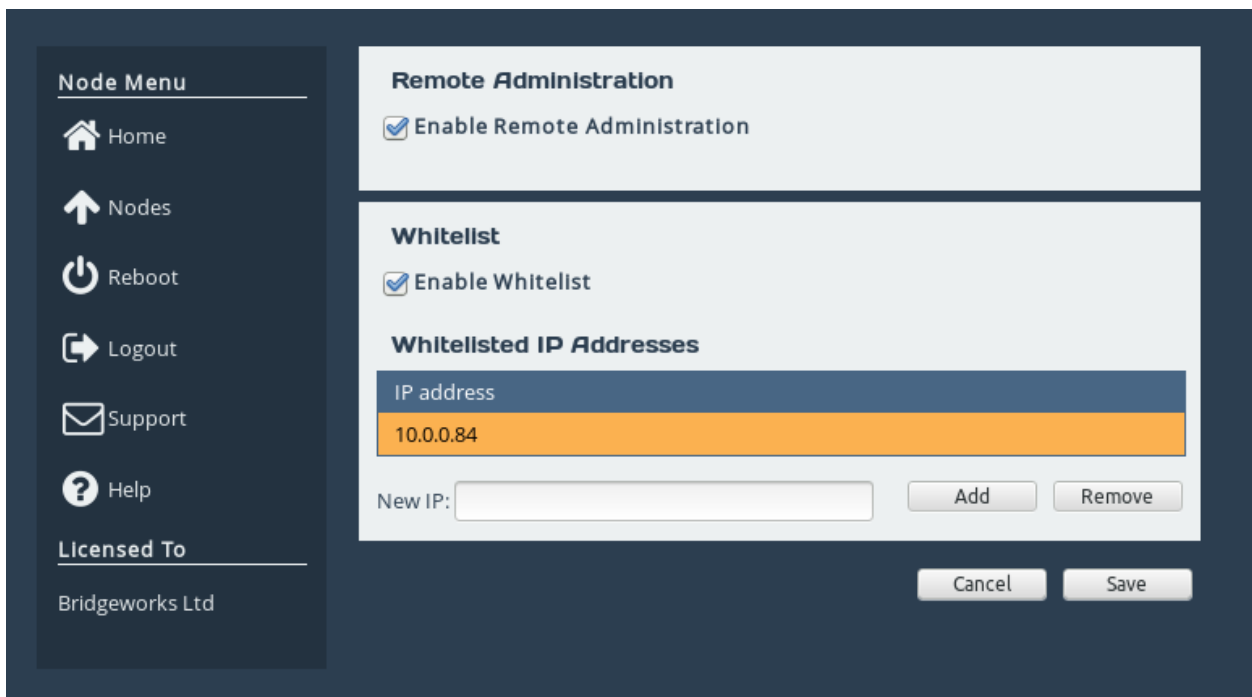 Node Menu
Home
Nodes
Reboot
Logout
Support
Help
Licensed To
Bridgeworks Ltd
Remote Administration
Enable Remote Administration
Whitelist
Enable Whitelist
Whitelisted IP Addresses
IP address
10.0.0.84
New IP:
Add
Remove
Cancel
Save